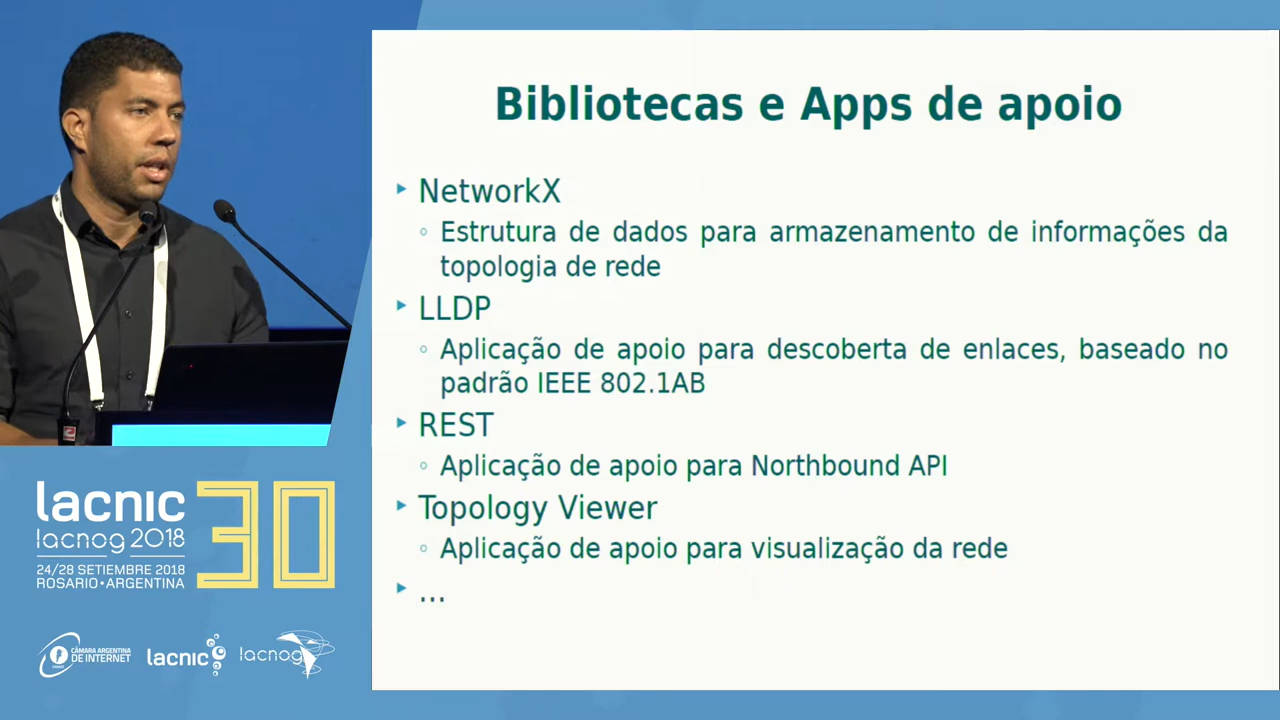 Bibliotecas e Apps de apoio
NetworkX
Estrutura de dados para armazenamento de informações da
topologia de rede
LLDP
Aplicação de apoio para descoberta de enlaces, baseado no
padrão IEEE 802.1AB
REST
Aplicação de apoio para Northbound API
Topology Viewer
Aplicação de apoio para visualização da rede
...
lacnic 30
lacnog 2018
24/28 SETIEMBRE 2018
ROSARIO•ARGENTINA
CÁMARA ARGENTINA
DE INTERNET
lacnic
lacnog